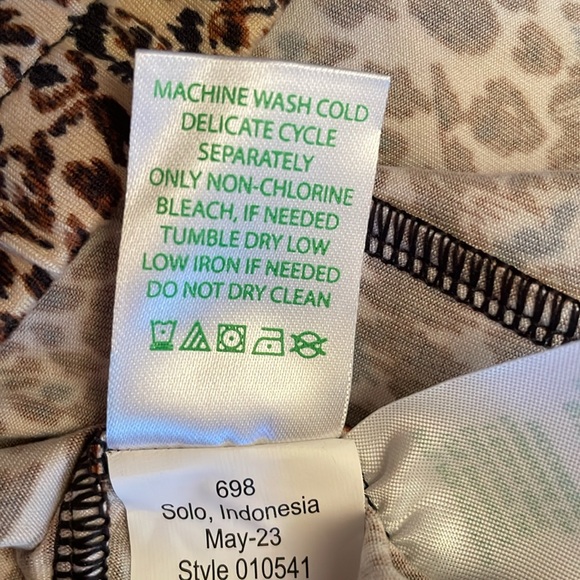 MACHINE WASH COLD
DELICATE CYCLE
SEPARATELY
ONLY NON-CHLORINE
BLEACH, IF NEEDED
TUMBLE DRY LOW
LOW IRON IF NEEDED
DO NOT DRY CLEAN
698
Solo, Indonesia
May-23
Style 010541